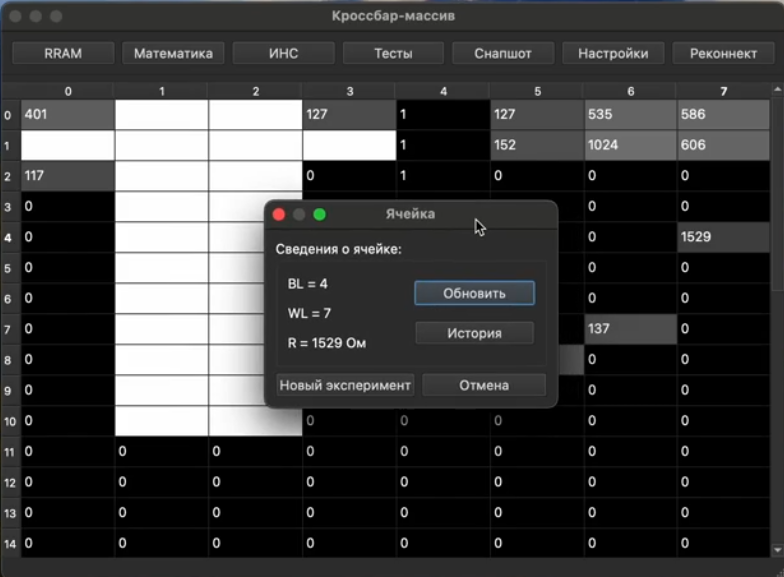 Кроссбар-массив
RRAM Математика ИНС Тесты Снапшот Настройки Реконнект
0 1 2 3 4 5 6 7
0 401 127 1 127 535 586
1 1 152 1024 606
2 117 0 1 0 0 0
3 0 0 0
Ячейка
4 0 0 1529
Сведения о ячейке:
5 0 0 0
BL = 4 Обновить
6 0 0 0
WL = 7 История
7 0 137 0
R = 1529 Ом
8 0 0 0
Новый эксперимент Отмена
9 0 0 0
10 0 0 0 0 0 0
11 0 0 0 0 0 0 0 0
12 0 0 0 0 0 0 0 0
13 0 0 0 0 0 0 0 0
14 0 0 0 0 0 0 0 0